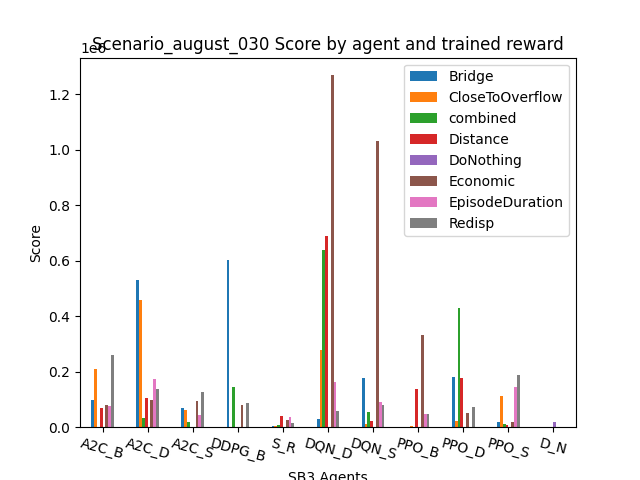 Scenario_august_030 Score by agent and trained reward
1e6
Bridge
CloseToOverflow
combined
Distance
DoNothing
Economic
EpisodeDuration
Redisp
Score
1.2
1.0
0.8
0.6
0.4
0.2
0.0
A2C_B A2C_D A2C_S DDPG_B S_R DQN_D DQN_S PPO_B PPO_D PPO_S D_N
SB3 Agents